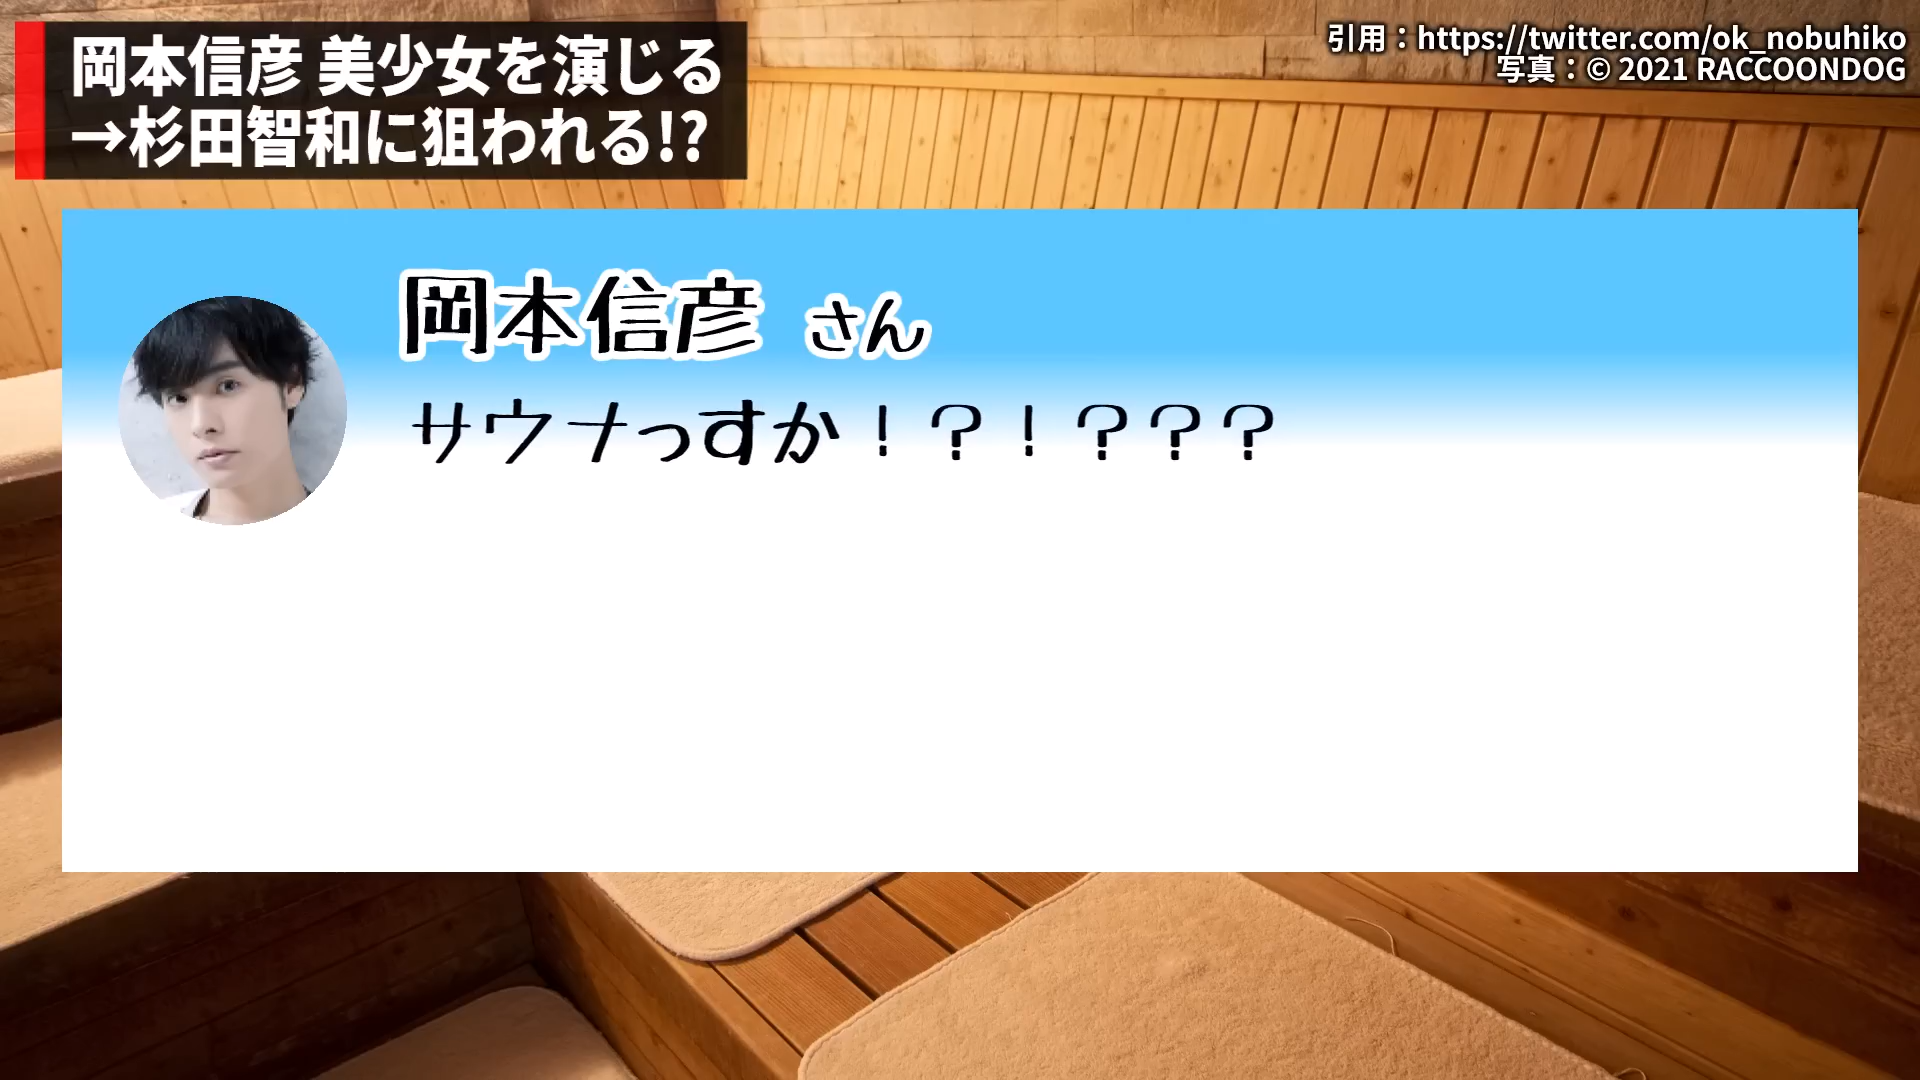 岡本信彦 美少女を演じる
→杉田智和に狙われる!?
引用：https://twitter.com/ok_nobuhiko
写真：© 2021 RACCOONDOG
岡本信彦 さん
サウナっすか！？！？？？